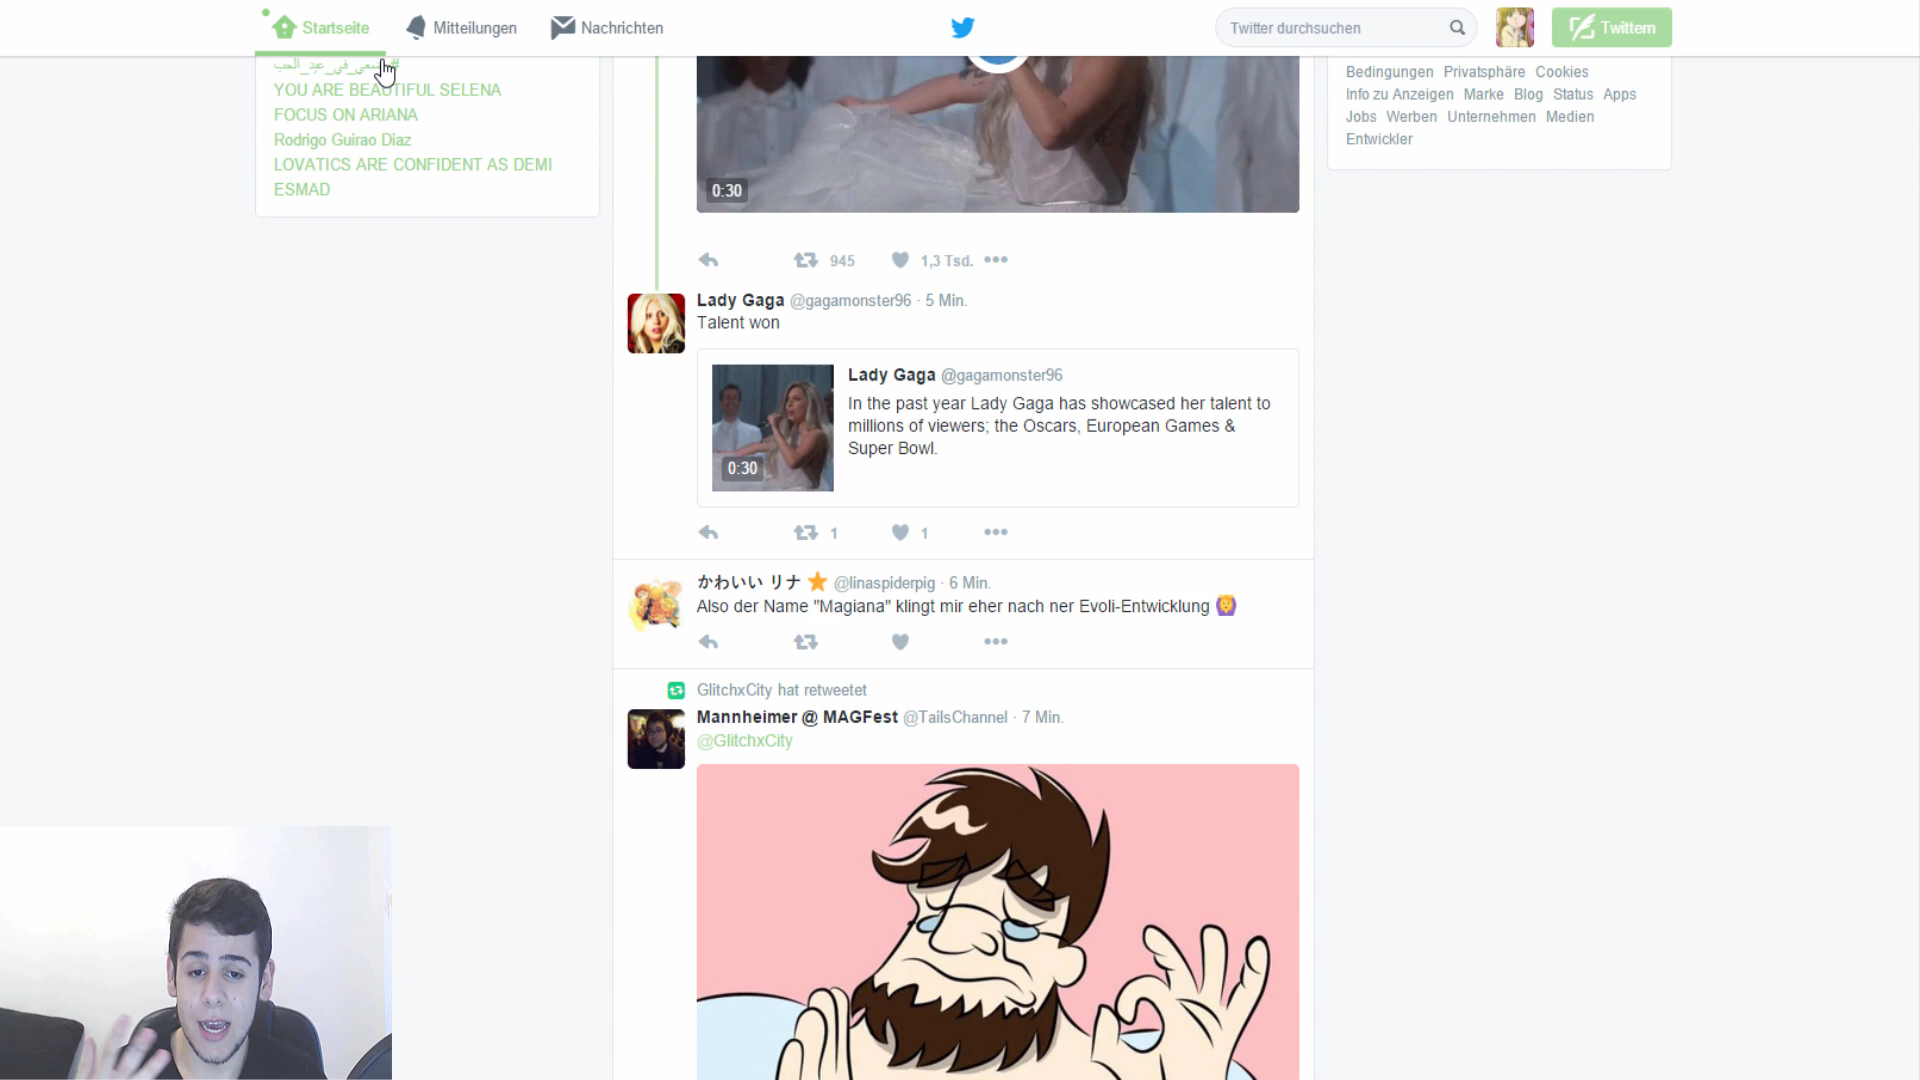 Startseite
Mitteilungen
Nachrichten
Twitter durchsuchen
Twittern
YOU ARE BEAUTIFUL SELENA
FOCUS ON ARIANA
Rodrigo Guirao Diaz
LOVATICS ARE CONFIDENT AS DEMI
ESMAD
0:30
945
1,3 Tsd.
Lady Gaga @gagamonster96 · 5 Min.
Talent won
0:30
Lady Gaga @gagamonster96
In the past year Lady Gaga has showcased her talent to
millions of viewers; the Oscars, European Games &
Super Bowl.
1
1
かわいい リナ @linaspiderpig · 6 Min.
Also der Name "Magiana" klingt mir eher nach ner Evoli-Entwicklung
GlitchxCity hat retweetet
Mannheimer @ MAGFest @TailsChannel · 7 Min.
@GlitchxCity
Bedingungen Privatsphäre Cookies
Info zu Anzeigen Marke Blog Status Apps
Jobs Werben Unternehmen Medien
Entwickler